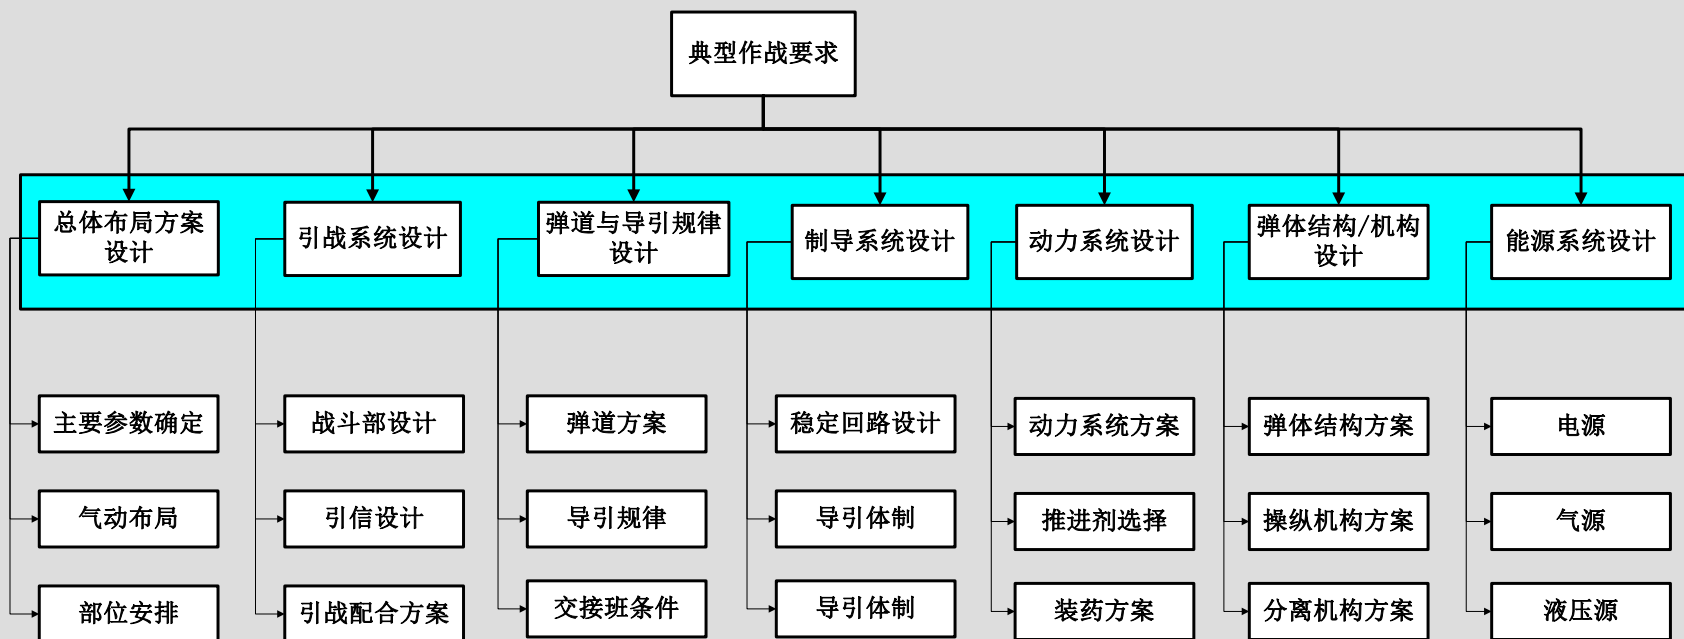 典型作战要求
总体布局方案
设计
引战系统设计
弹道与导引规律
设计
制导系统设计
动力系统设计
弹体结构/机构
设计
能源系统设计
主要参数确定
战斗部设计
弹道方案
稳定回路设计
动力系统方案
弹体结构方案
电源
气动布局
引信设计
导引规律
导引体制
推进剂选择
操纵机构方案
气源
部位安排
引战配合方案
交接班条件
导引体制
装药方案
分离机构方案
液压源